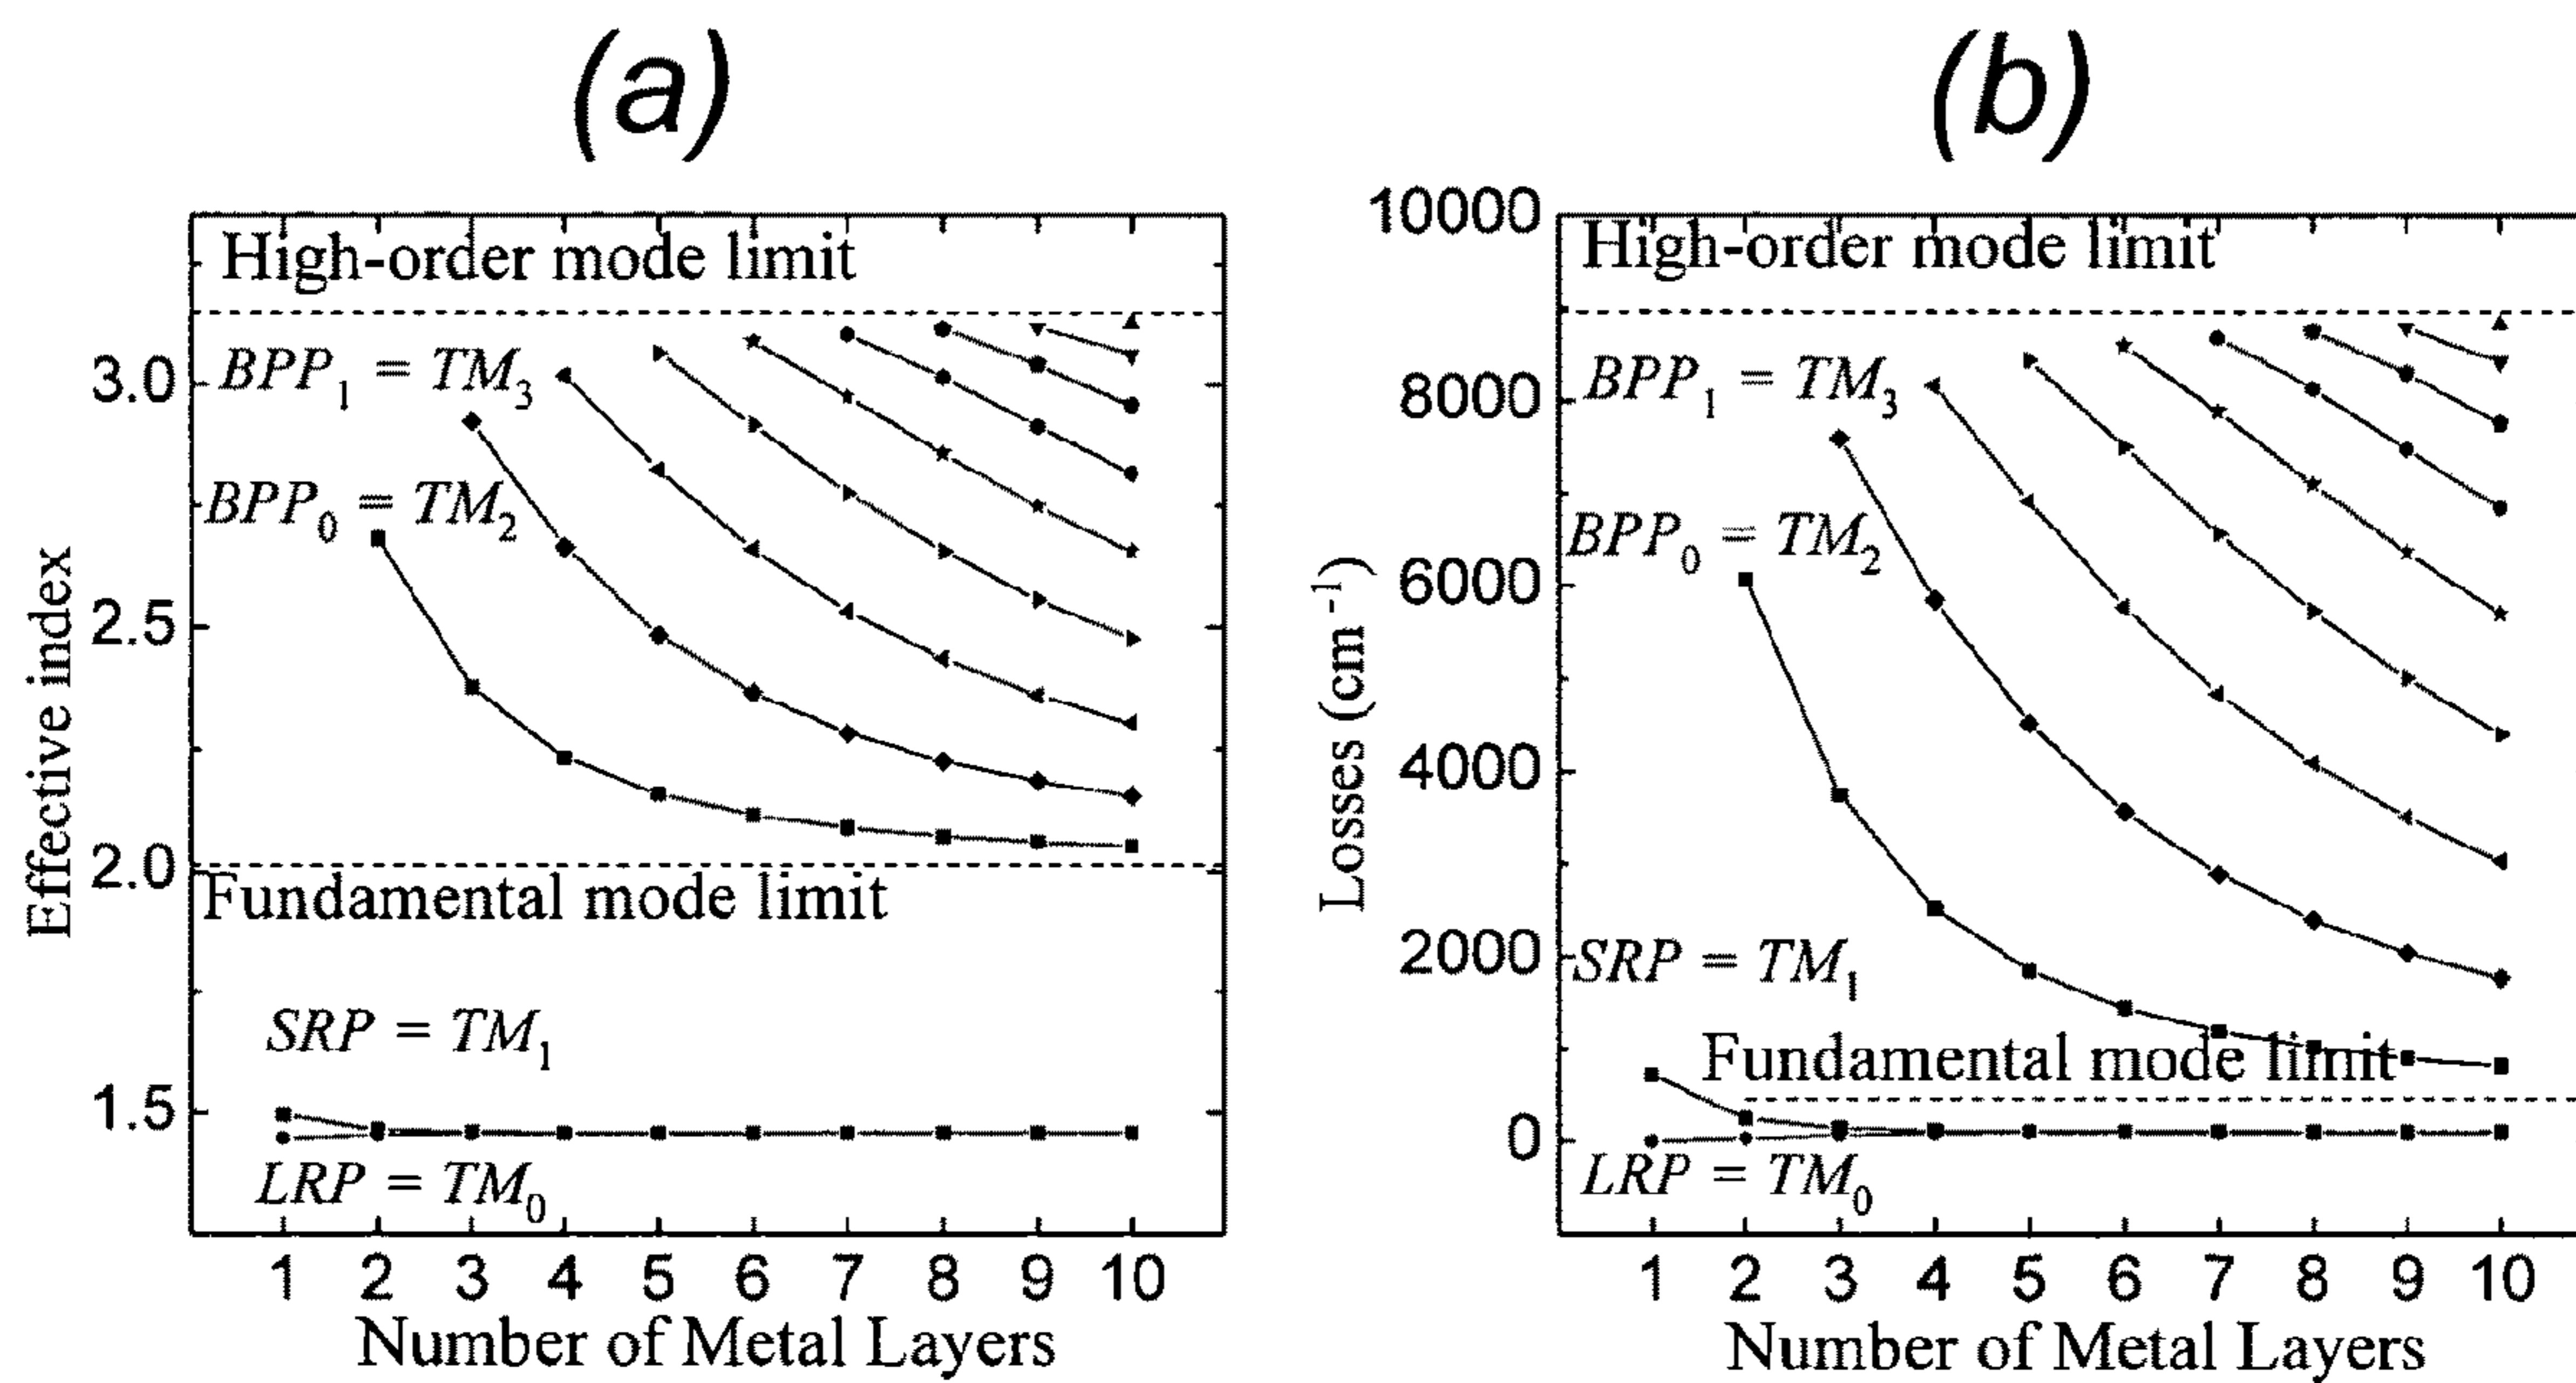 (a)
High-order mode limit
3.0
BPP₁ = TM₃
BPP₀ = TM₂
2.5
2.0
Fundamental mode limit
SRP = TM₁
1.5
LRP = TM₀
Effective index
1 2 3 4 5 6 7 8 9 10
Number of Metal Layers
(b)
10000
High-order mode limit
8000
BPP₁ = TM₃
BPP₀ = TM₂
6000
4000
2000
SRP = TM₁
Fundamental mode limit
0
LRP = TM₀
Losses (cm⁻¹)
1 2 3 4 5 6 7 8 9 10
Number of Metal Layers